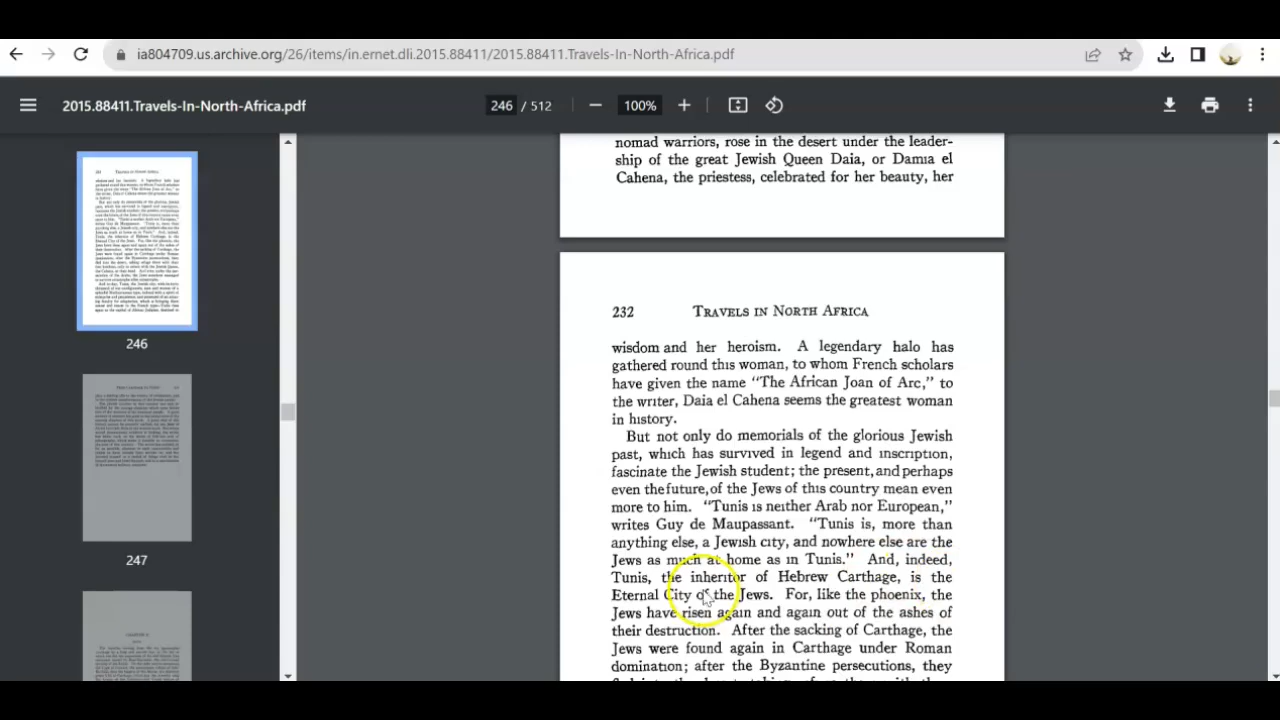 ia804709.us.archive.org/26/items/in.ernet.dli.2015.88411/2015.88411.Travels-In-North-Africa.pdf
2015.88411.Travels-In-North-Africa.pdf
246 / 512
100%
246
247
nomad warriors, rose in the desert under the leader-
ship of the great Jewish Queen Daia, or Damia el
Cahena, the priestess, celebrated for her beauty, her
232 TRAVELS IN NORTH AFRICA
wisdom and her heroism. A legendary halo has
gathered round this woman, to whom French scholars
have given the name "The African Joan of Arc," to
the writer, Daia el Cahena seems the greatest woman
in history.
But not only do memorials of the glorious Jewish
past, which has survived in legend and inscription,
fascinate the Jewish student; the present, and perhaps
even the future, of the Jews of this country mean even
more to him. "Tunis is neither Arab nor European,"
writes Guy de Maupassant. "Tunis is, more than
anything else, a Jewish city, and nowhere else are the
Jews as much at home as in Tunis." And, indeed,
Tunis, the inheritor of Hebrew Carthage, is the
Eternal City of the Jews. For, like the phoenix, the
Jews have risen again and again out of the ashes of
their destruction. After the sacking of Carthage, the
Jews were found again in Carthage under Roman
domination; after the Byzantine persecutions, they